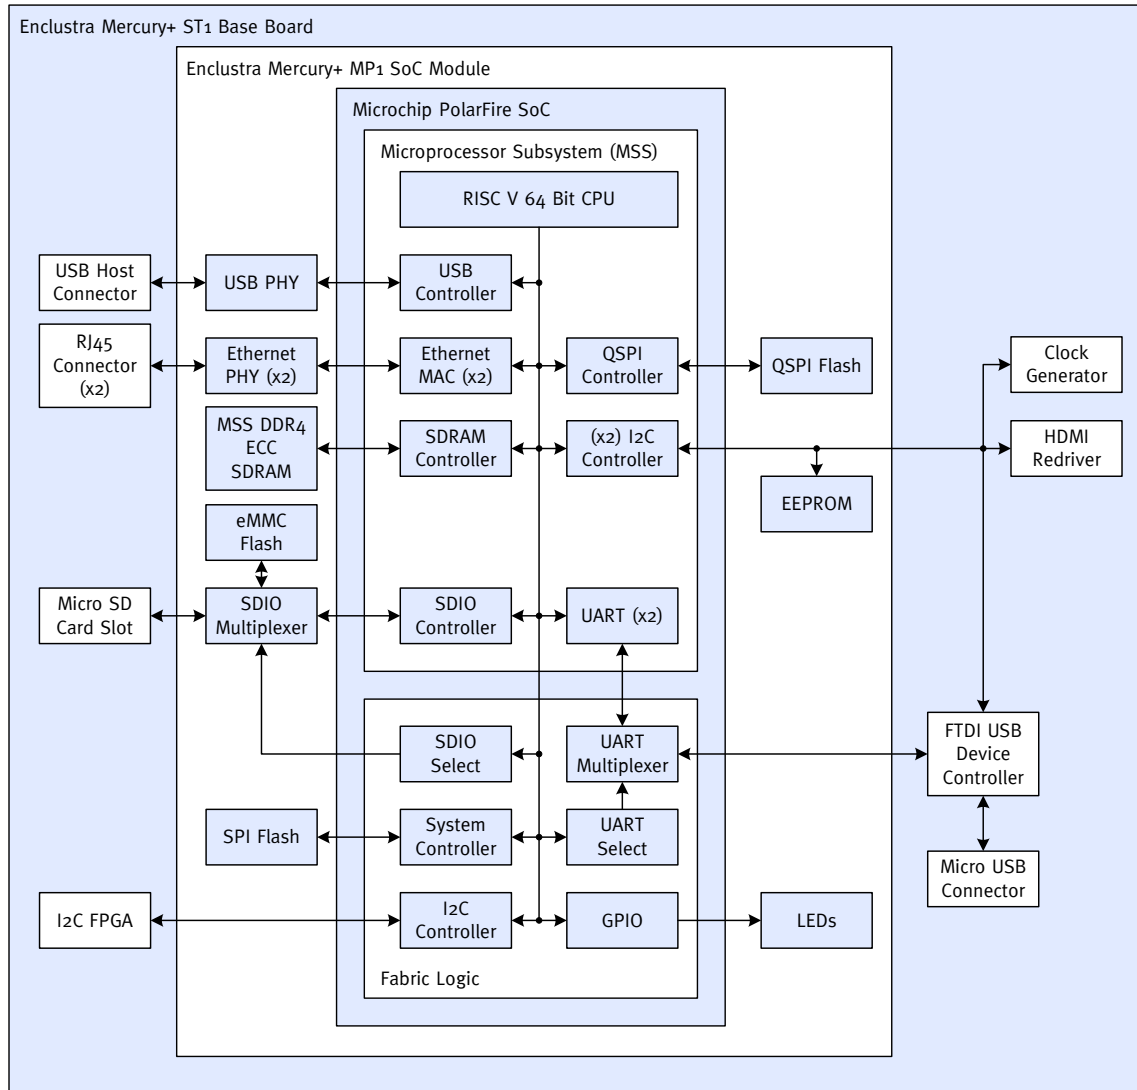 Enclustra Mercury+ ST1 Base Board
Enclustra Mercury+ MP1 SoC Module
Microchip PolarFire SoC
Microprocessor Subsystem (MSS)
RISC V 64 Bit CPU
USB Host
Connector
USB PHY
USB
Controller
RJ45
Connector
(x2)
Ethernet
PHY (x2)
Ethernet
MAC (x2)
QSPI
Controller
QSPI Flash
Clock
Generator
MSS DDR4
ECC
SDRAM
SDRAM
Controller
(x2) I2C
Controller
HDMI
Redriver
EEPROM
eMMC
Flash
Micro SD
Card Slot
SDIO
Multiplexer
SDIO
Controller
UART (x2)
SDIO
Select
UART
Multiplexer
FTDI USB
Device
Controller
SPI Flash
System
Controller
UART
Select
Micro USB
Connector
I2C FPGA
I2C
Controller
GPIO
LEDs
Fabric Logic